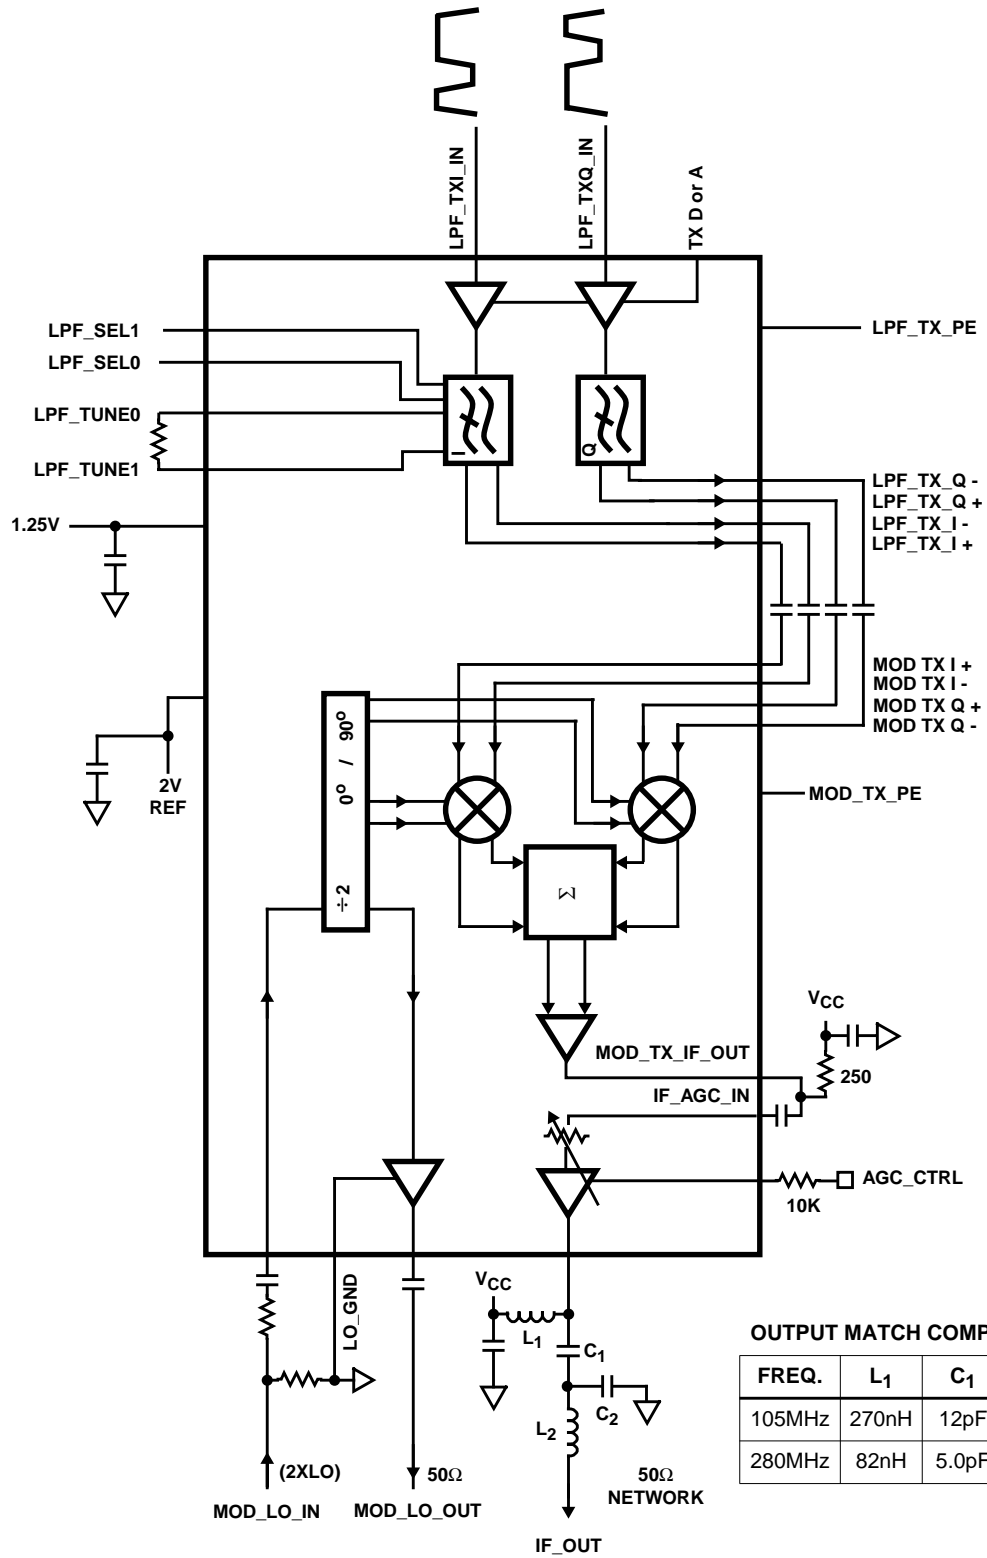 LPF_TXI_IN
LPF_TXQ_IN
TX D or A
LPF_SEL1
LPF_SEL0
LPF_TUNE0
LPF_TUNE1
1.25V
LPF_TX_PE
I
Q
LPF_TX_Q -
LPF_TX_Q +
LPF_TX_I -
LPF_TX_I +
MOD TX I +
MOD TX I -
MOD TX Q +
MOD TX Q -
2V
REF
÷2 0º / 90º
MOD_TX_PE
Σ
VCC
250
MOD_TX_IF_OUT
IF_AGC_IN
AGC_CTRL
10K
LO_GND
VCC
L1
C1
C2
L2
(2XLO)
MOD_LO_IN
50Ω
MOD_LO_OUT
50Ω
NETWORK
IF_OUT
OUTPUT MATCH COMP
FREQ. L1 C1
105MHz 270nH 12pF
280MHz 82nH 5.0pF